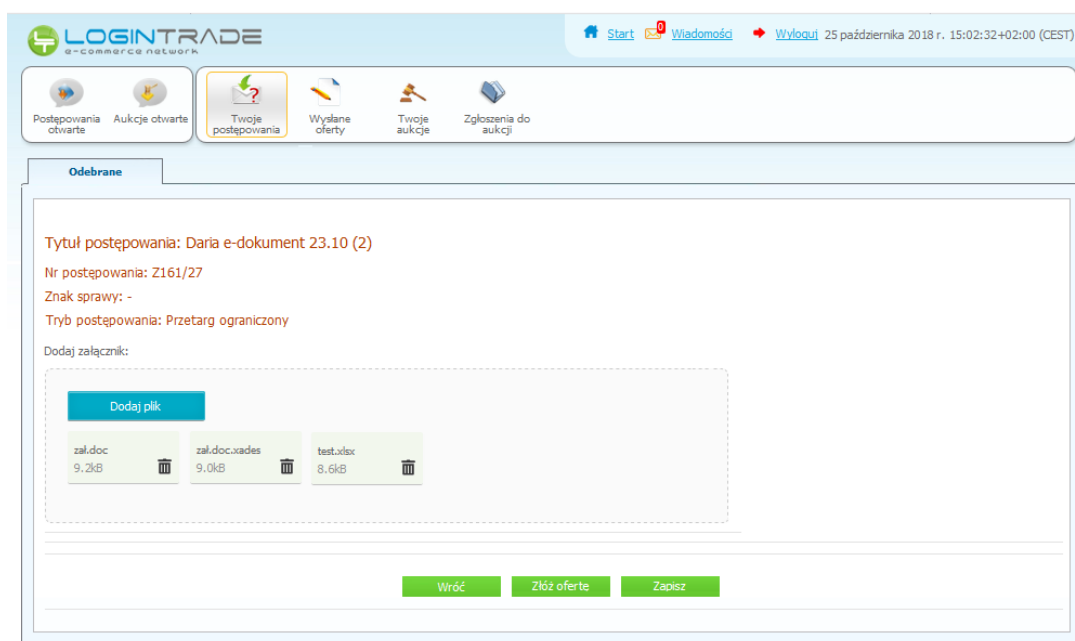 LOGINTRADE
e-commerce network
Start 0 Wiadomości Wyloguj 25 października 2018 r. 15:02:32+02:00 (CEST)
Postępowania otwarte
Aukcje otwarte
Twoje postępowania
Wysłane oferty
Twoje aukcje
Zgłoszenia do aukcji
Odebrane
Tytuł postępowania: Daria e-dokument 23.10 (2)
Nr postępowania: Z161/27
Znak sprawy: -
Tryb postępowania: Przetarg ograniczony
Dodaj załącznik:
Dodaj plik
zał.doc
9.2kB
zał.doc.xades
9.0kB
test.xlsx
8.6kB
Wróć Złóż ofertę Zapisz